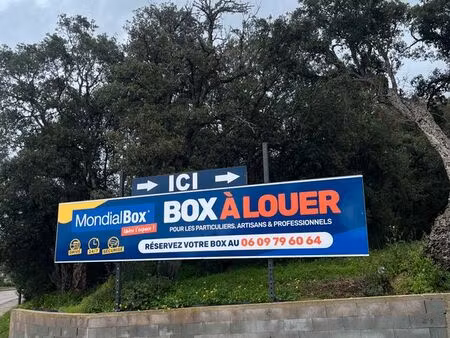 ICI
MondialBox
BOX À LOUER
POUR LES PARTICULIERS, ARTISANS & PROFESSIONNELS
RÉSERVEZ VOTRE BOX AU 06 09 79 60 64